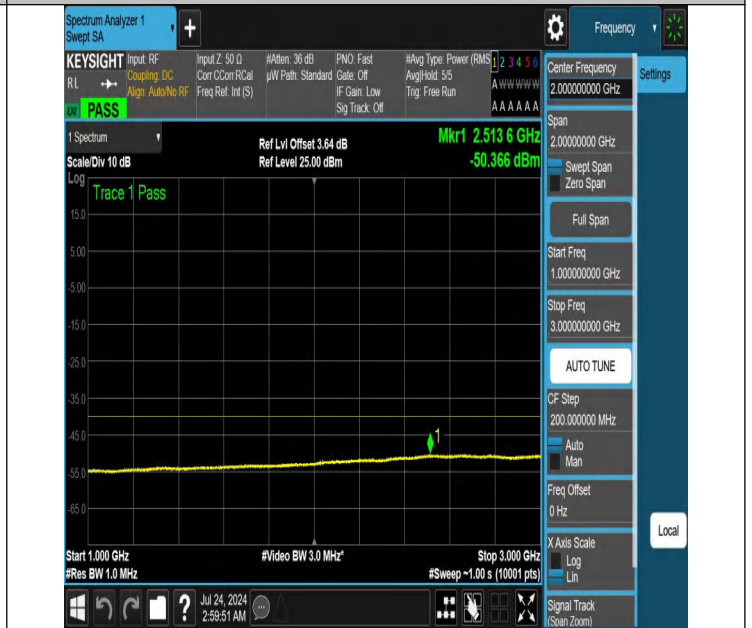 Spectrum Analyzer 1
Swept SA
+
Frequency
KEYSIGHT
RL
PASS
Input: RF
Coupling: DC
Align: Auto/No RF
Input Z: 50 Ω
Corr CCorr RCal
Freq Ref: Int (S)
#Atten: 36 dB
µW Path: Standard
PNO: Fast
Gate: Off
IF Gain: Low
Sig Track: Off
#Avg Type: Power (RMS
Avg|Hold: 5/5
Trig: Free Run
1 2 3 4 5 6
A W W W W W
A A A A A A
1 Spectrum
Scale/Div 10 dB
Ref Lvl Offset 3.64 dB
Ref Level 25.00 dBm
Mkr1 2.513 6 GHz
-50.366 dBm
Log
Trace 1 Pass
15.0
5.00
-5.00
-15.0
-25.0
-35.0
-45.0
-55.0
-65.0
1
Start 1.000 GHz
#Res BW 1.0 MHz
#Video BW 3.0 MHz*
Stop 3.000 GHz
#Sweep ~1.00 s (10001 pts)
Jul 24, 2024
2:59:51 AM
?
Center Frequency
2.000000000 GHz
Settings
Span
2.00000000 GHz
Swept Span
Zero Span
Full Span
Start Freq
1.000000000 GHz
Stop Freq
3.000000000 GHz
AUTO TUNE
CF Step
200.000000 MHz
Auto
Man
Freq Offset
0 Hz
X Axis Scale
Log
Lin
Local
Signal Track
(Span Zoom)